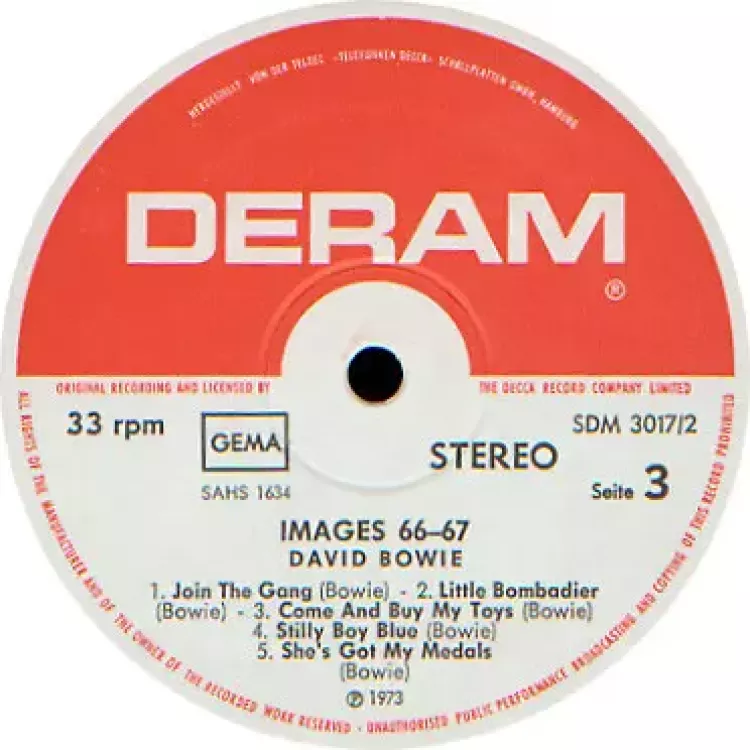 HERGESTELLT VON DER TELDEC »TELEFUNKEN DECCA« SCHALLPLATTEN GMBH, HAMBURG
DERAM
®
ORIGINAL RECORDING AND LICENSED BY THE DECCA RECORD COMPANY LIMITED
33 rpm
GEMA
STEREO
SDM 3017/2
SAHS 1634
Seite 3
IMAGES 66–67
DAVID BOWIE
1. Join The Gang (Bowie) - 2. Little Bombadier
(Bowie) - 3. Come And Buy My Toys (Bowie)
4. Stilly Boy Blue (Bowie)
5. She's Got My Medals
(Bowie)
℗ 1973
ALL RIGHTS OF THE MANUFACTURER AND OF THE OWNER OF THE RECORDED WORK RESERVED - UNAUTHORISED PUBLIC PERFORMANCE BROADCASTING AND COPYING OF THIS RECORD PROHIBITED